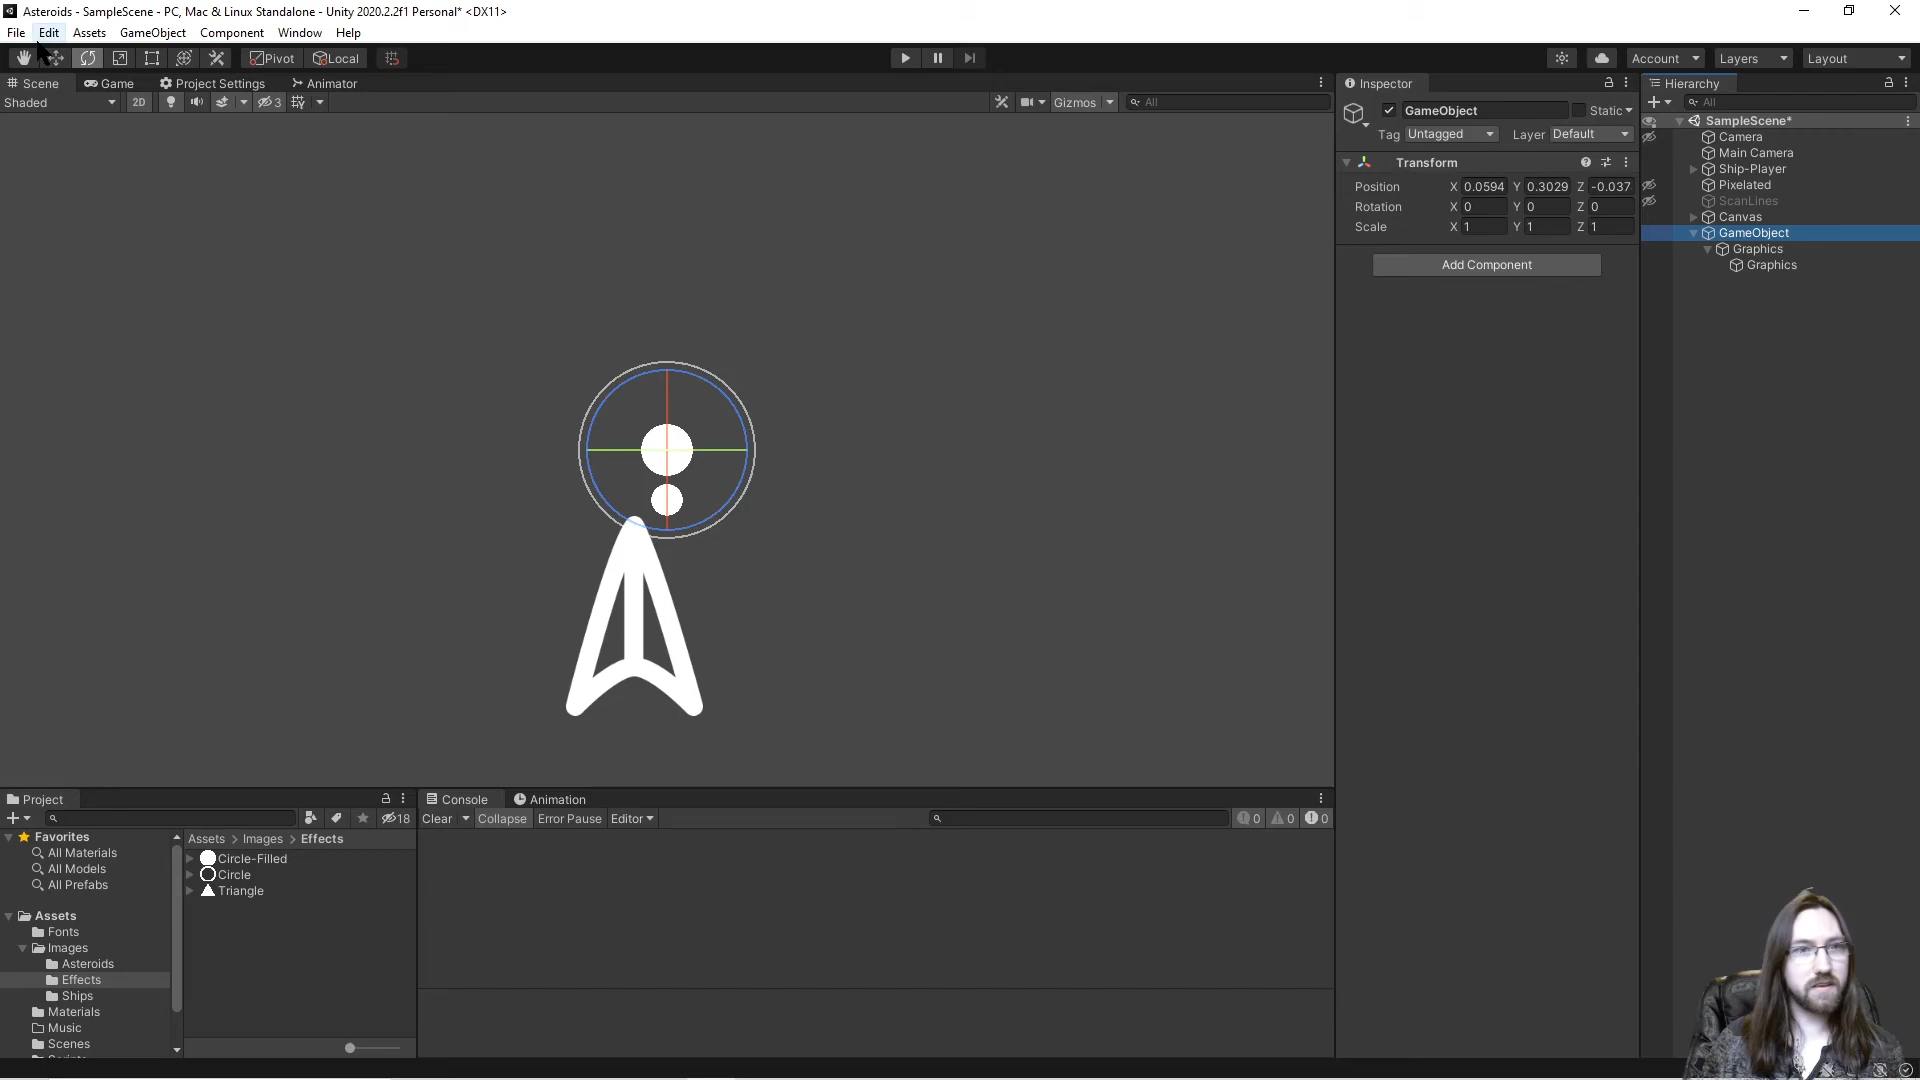 Asteroids - SampleScene - PC, Mac & Linux Standalone - Unity 2020.2.2f1 Personal* <DX11>
File Edit Assets GameObject Component Window Help
Pivot Local Account Layers Layout
Scene Game Project Settings Animator
Shaded 2D 3 Gizmos All
Inspector
GameObject Static
Tag Untagged Layer Default
Transform
Position X 0.0594 Y 0.3029 Z -0.037
Rotation X 0 Y 0 Z 0
Scale X 1 Y 1 Z 1
Add Component
Hierarchy
All
SampleScene*
Camera
Main Camera
Ship-Player
Pixelated
ScanLines
Canvas
GameObject
Graphics
Graphics
Project
18
Favorites
All Materials
All Models
All Prefabs
Assets
Fonts
Images
Asteroids
Effects
Ships
Materials
Music
Scenes
Assets > Images > Effects
Circle-Filled
Circle
Triangle
Console Animation
Clear Collapse Error Pause Editor 0 0 0